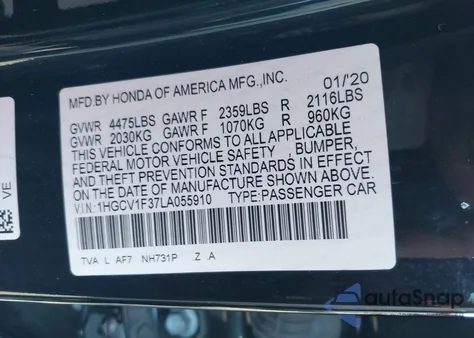 MFD.BY HONDA OF AMERICA MFG.,INC. 01/'20
GVWR 4475LBS GAWR F 2359LBS R 2116LBS
GVWR 2030KG GAWR F 1070KG R 960KG
THIS VEHICLE CONFORMS TO ALL APPLICABLE
FEDERAL MOTOR VEHICLE SAFETY , BUMPER,
AND THEFT PREVENTION STANDARDS IN EFFECT
ON THE DATE OF MANUFACTURE SHOWN ABOVE.
V.I.N.:1HGCV1F37LA055910 TYPE:PASSENGER CAR
TVA L AF7 NH731P .Z .A
VE
autoSnap